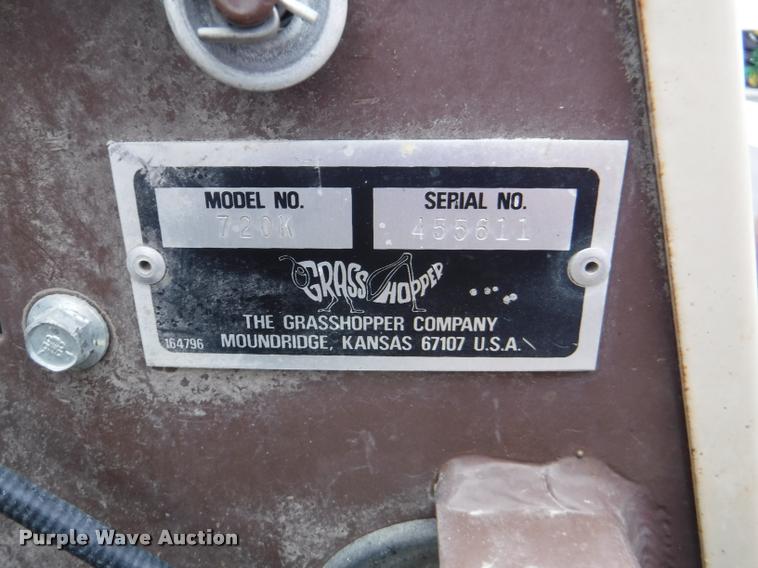 MODEL NO. SERIAL NO.
720K 455611
GRASSHOPPER
THE GRASSHOPPER COMPANY
164796 MOUNDRIDGE, KANSAS 67107 U.S.A.
Purple Wave Auction